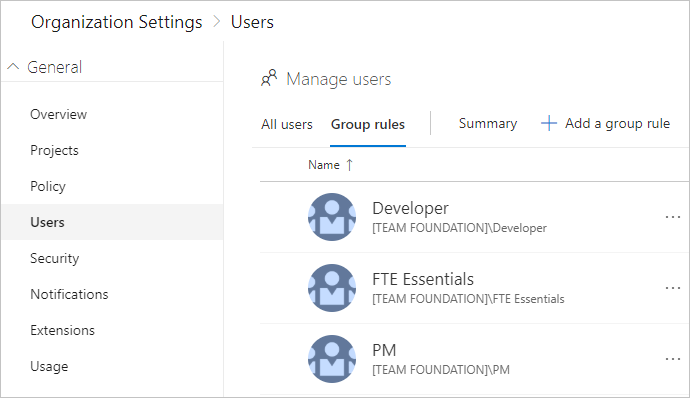 Organization Settings > Users
General
Overview
Projects
Policy
Users
Security
Notifications
Extensions
Usage
Manage users
All users Group rules Summary + Add a group rule
Name ↑
Developer
[TEAM FOUNDATION]\Developer
FTE Essentials
[TEAM FOUNDATION]\FTE Essentials
PM
[TEAM FOUNDATION]\PM